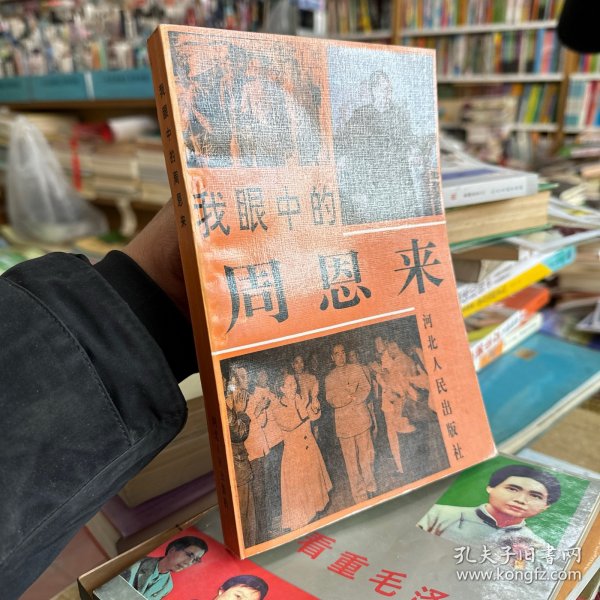 我眼中的
周恩来
河北人民出版社
我眼中的周恩来
看重毛泽
孔夫子旧书网
www.kongfz.com